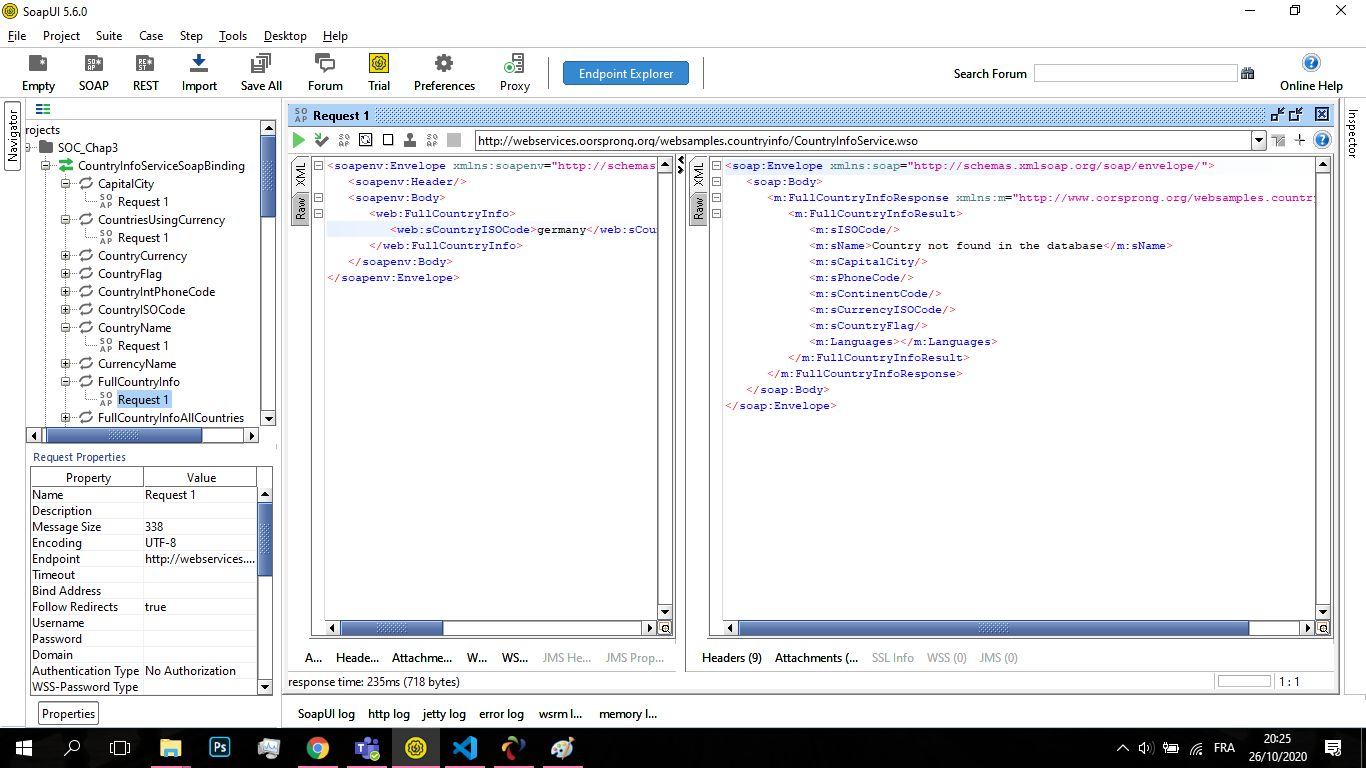 SoapUI 5.6.0
File Project Suite Case Step Tools Desktop Help
Empty SOAP REST Import Save All Forum Trial Preferences Proxy Endpoint Explorer Search Forum Online Help
Navigator
rojects
SOC_Chap3
CountryInfoServiceSoapBinding
CapitalCity
Request 1
CountriesUsingCurrency
Request 1
CountryCurrency
CountryFlag
CountryIntPhoneCode
CountryISOCode
CountryName
Request 1
CurrencyName
FullCountryInfo
Request 1
FullCountryInfoAllCountries
Request Properties
Property Value
Name Request 1
Description
Message Size 338
Encoding UTF-8
Endpoint http://webservices....
Timeout
Bind Address
Follow Redirects true
Username
Password
Domain
Authentication Type No Authorization
WSS-Password Type
Properties
SO AP Request 1
http://webservices.oorsprong.org/websamples.countryinfo/CountryInfoService.wso
XML
Raw
<soapenv:Envelope xmlns:soapenv="http://schemas
<soapenv:Header/>
<soapenv:Body>
<web:FullCountryInfo>
<web:sCountryISOCode>germany</web:sCou
</web:FullCountryInfo>
</soapenv:Body>
</soapenv:Envelope>
A... Heade... Attachme... W... WS... JMS He... JMS Prop...
XML
Raw
<soap:Envelope xmlns:soap="http://schemas.xmlsoap.org/soap/envelope/">
<soap:Body>
<m:FullCountryInfoResponse xmlns:m="http://www.oorsprong.org/websamples.country
<m:FullCountryInfoResult>
<m:sISOCode/>
<m:sName>Country not found in the database</m:sName>
<m:sCapitalCity/>
<m:sPhoneCode/>
<m:sContinentCode/>
<m:sCurrencyISOCode/>
<m:sCountryFlag/>
<m:Languages></m:Languages>
</m:FullCountryInfoResult>
</m:FullCountryInfoResponse>
</soap:Body>
</soap:Envelope>
Headers (9) Attachments (... SSL Info WSS (0) JMS (0)
response time: 235ms (718 bytes) 1 : 1
Inspector
SoapUI log http log jetty log error log wsrm l... memory l...
Ps
FRA
20:25
26/10/2020